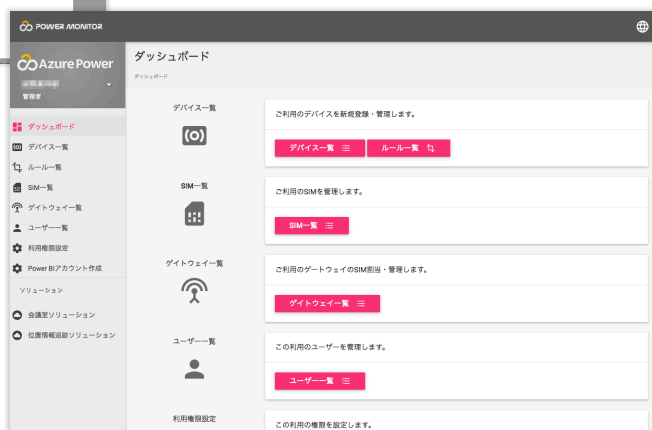 POWER MONITOR
Azure Power
管理者
ダッシュボード
デバイス一覧
ルール一覧
SIM一覧
ゲイトウェイ一覧
ユーザー一覧
利用権限設定
Power BIアカウント作成
ソリューション
会議室ソリューション
位置情報追跡ソリューション
ダッシュボード
ダッシュボード
デバイス一覧
ご利用のデバイスを新規登録・管理します。
デバイス一覧 ルール一覧
SIM一覧
ご利用のSIMを管理します。
SIM一覧
ゲイトウェイ一覧
ご利用のゲートウェイのSIM割当・管理します。
ゲイトウェイ一覧
ユーザー一覧
この利用のユーザーを管理します。
ユーザー一覧
利用権限設定
この利用の権限を設定します。